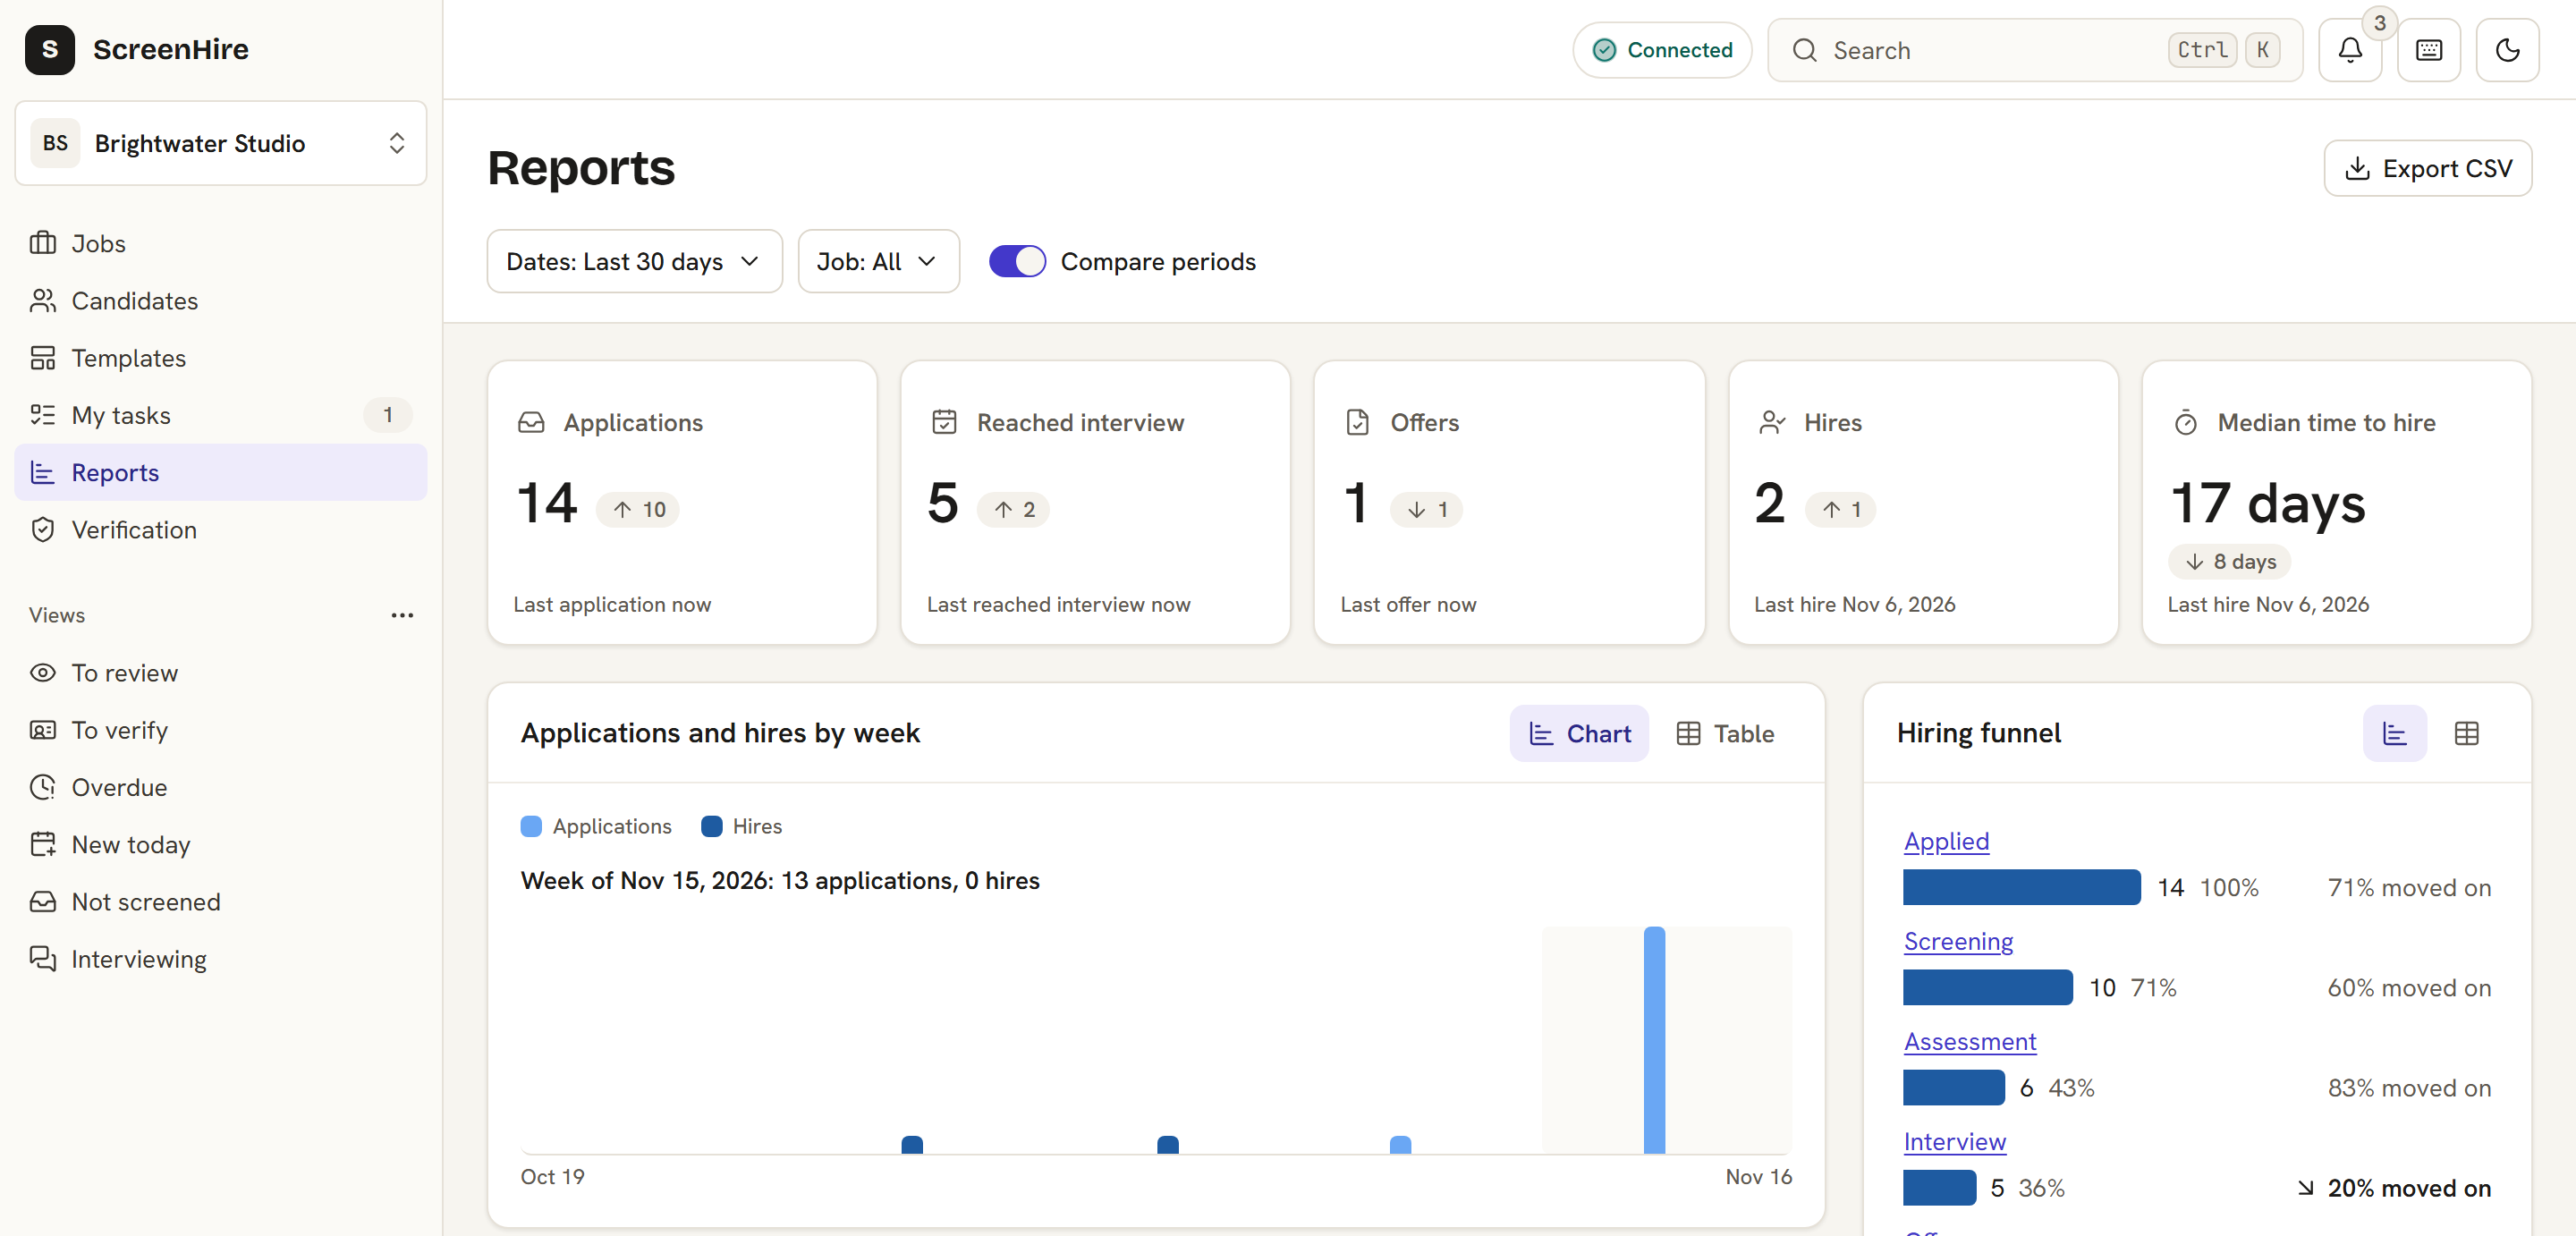 S ScreenHire
BS Brightwater Studio
Jobs
Candidates
Templates
My tasks 1
Reports
Verification
Views
To review
To verify
Overdue
New today
Not screened
Interviewing
Connected
Search Ctrl K
3
Reports
Export CSV
Dates: Last 30 days
Job: All
Compare periods
Applications
14 10
Last application now
Reached interview
5 2
Last reached interview now
Offers
1 1
Last offer now
Hires
2 1
Last hire Nov 6, 2026
Median time to hire
17 days
8 days
Last hire Nov 6, 2026
Applications and hires by week
Chart Table
Applications Hires
Week of Nov 15, 2026: 13 applications, 0 hires
Oct 19 Nov 16
Hiring funnel
Applied
14 100% 71% moved on
Screening
10 71% 60% moved on
Assessment
6 43% 83% moved on
Interview
5 36% 20% moved on